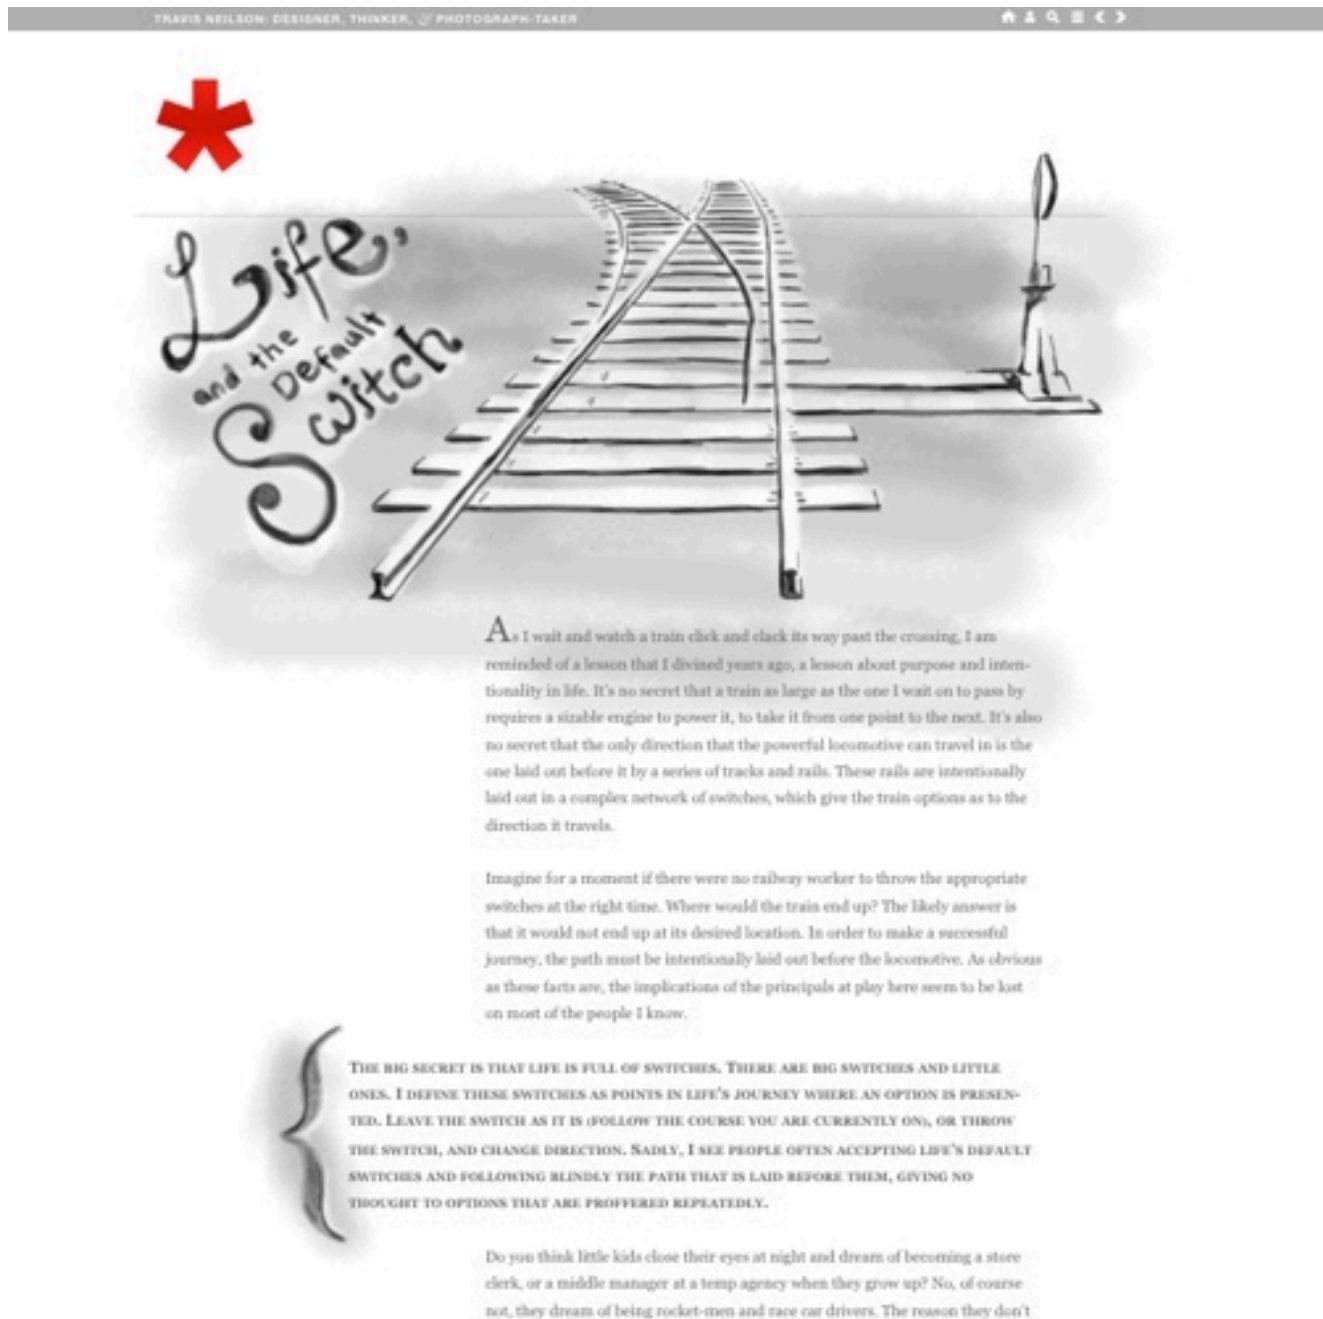 TRAVIS NEILSON: DESIGNER, THINKER, & PHOTOGRAPH-TAKER
*
Life,
and the
Default
Switch
As I wait and watch a train click and clack its way past the crossing, I am
reminded of a lesson that I divined years ago, a lesson about purpose and inten-
tionality in life. It's no secret that a train as large as the one I wait on to pass by
requires a sizable engine to power it, to take it from one point to the next. It's also
no secret that the only direction that the powerful locomotive can travel in is the
one laid out before it by a series of tracks and rails. These rails are intentionally
laid out in a complex network of switches, which give the train options as to the
direction it travels.
Imagine for a moment if there were no railway worker to throw the appropriate
switches at the right time. Where would the train end up? The likely answer is
that it would not end up at its desired location. In order to make a successful
journey, the path must be intentionally laid out before the locomotive. As obvious
as these facts are, the implications of the principals at play here seem to be lost
on most of the people I know.
THE BIG SECRET IS THAT LIFE IS FULL OF SWITCHES. THERE ARE BIG SWITCHES AND LITTLE
ONES. I DEFINE THESE SWITCHES AS POINTS IN LIFE'S JOURNEY WHERE AN OPTION IS PRESEN-
TED. LEAVE THE SWITCH AS IT IS (FOLLOW THE COURSE YOU ARE CURRENTLY ON), OR THROW
THE SWITCH, AND CHANGE DIRECTION. SADLY, I SEE PEOPLE OFTEN ACCEPTING LIFE'S DEFAULT
SWITCHES AND FOLLOWING BLINDLY THE PATH THAT IS LAID BEFORE THEM, GIVING NO
THOUGHT TO OPTIONS THAT ARE PROFFERED REPEATEDLY.
Do you think little kids close their eyes at night and dream of becoming a store
clerk, or a middle manager at a temp agency when they grow up? No, of course
not, they dream of being rocket-men and race car drivers. The reason they don't